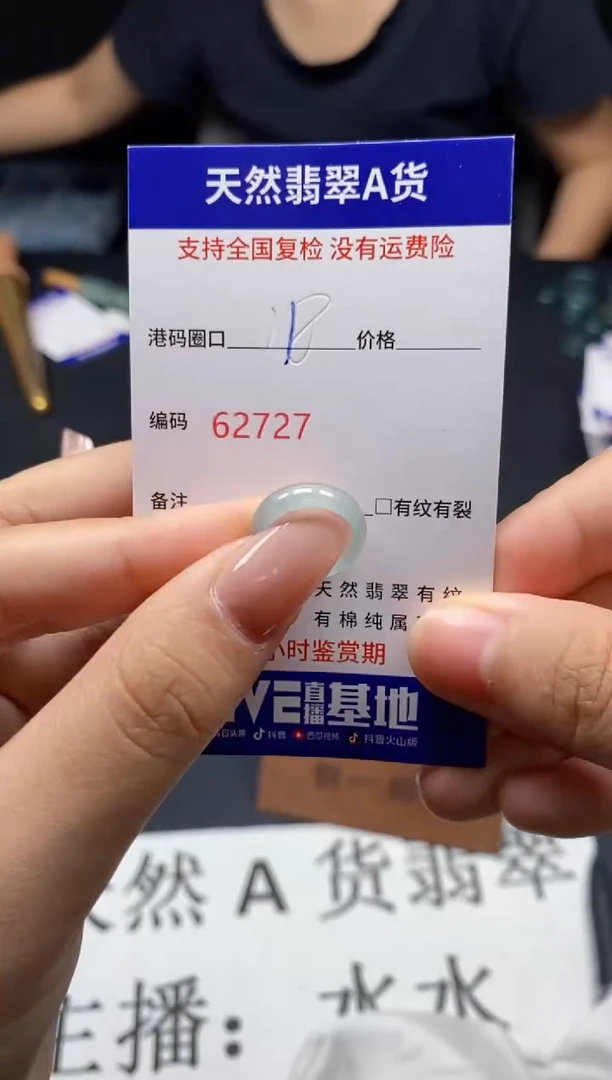 天然翡翠A货
支持全国复检 没有运费险
港码圈口 18 价格
编码 62727
备注 □有纹有裂
天然翡翠有纹
有棉纯属
小时鉴赏期
直播基地
抖音 西瓜视频 抖音火山版
然 A 货翡翠
主播：水水